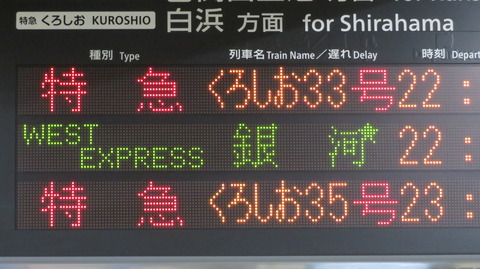 特急 くろしお KUROSHIO
白浜 方面 for Shirahama
種別 Type 列車名 Train Name/遅れ Delay 時刻 Depart
特 急 くろしお33号 22:
WEST EXPRESS 銀 河 22:
特 急 くろしお35号 23: